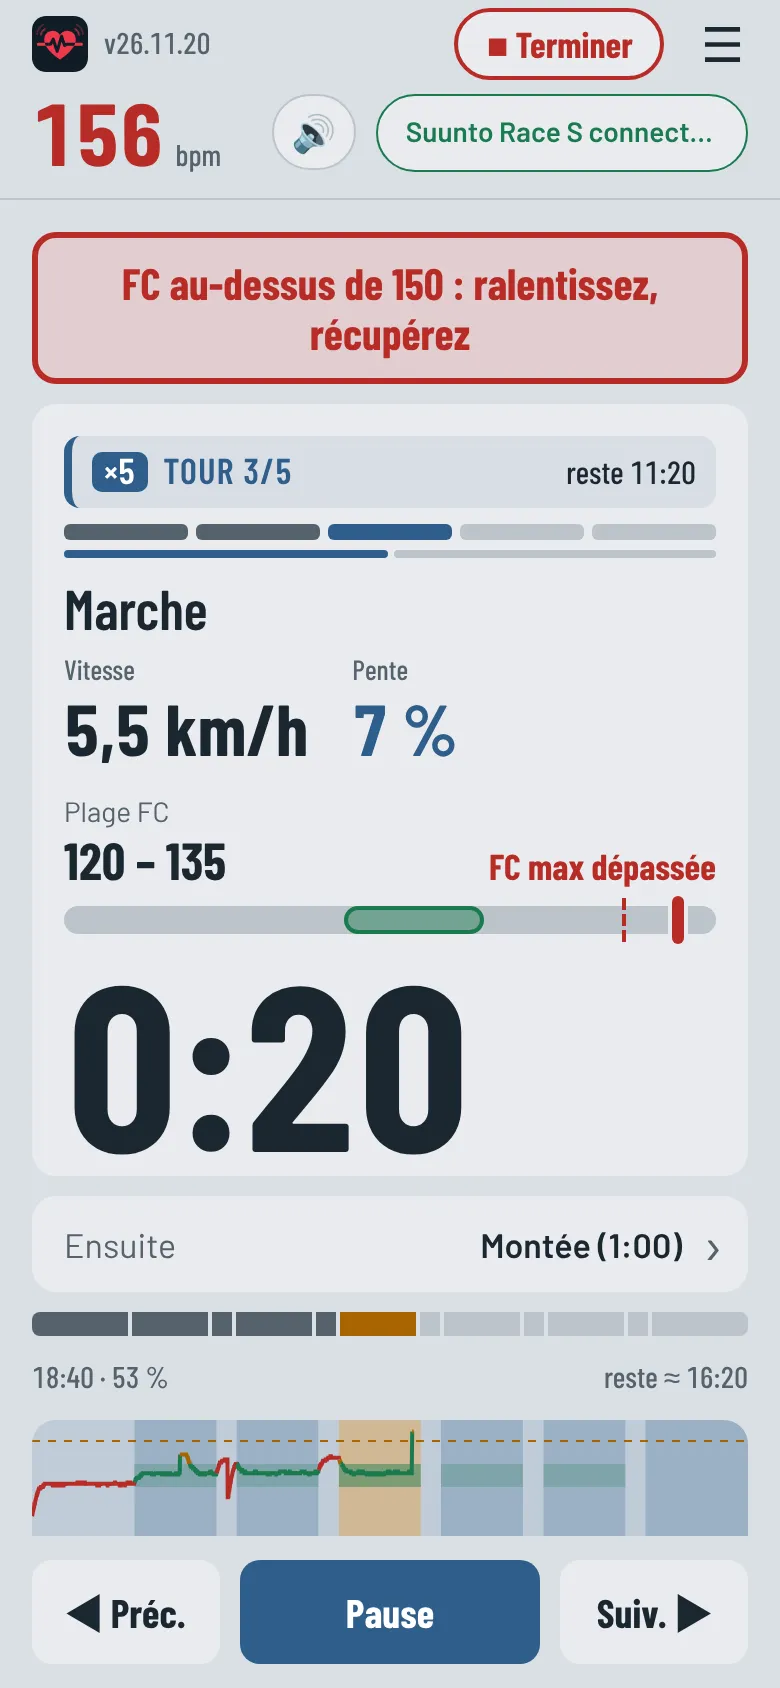 v26.11.20
■ Terminer
156 bpm
Suunto Race S connect...
FC au-dessus de 150 : ralentissez,
récupérez
×5 TOUR 3/5
reste 11:20
Marche
Vitesse
Pente
5,5 km/h
7 %
Plage FC
120 – 135
FC max dépassée
0:20
Ensuite
Montée (1:00) ›
18:40 · 53 %
reste ≈ 16:20
◀ Préc.
Pause
Suiv. ▶